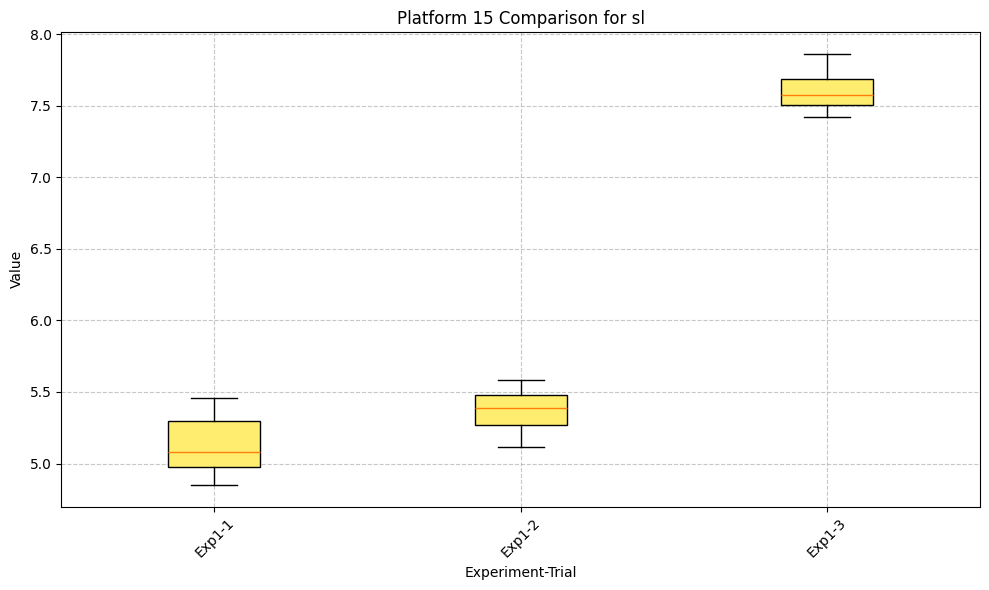 Platform 15 Comparison for sl
Value
8.0
7.5
7.0
6.5
6.0
5.5
5.0
Exp1-1
Exp1-2
Exp1-3
Experiment-Trial